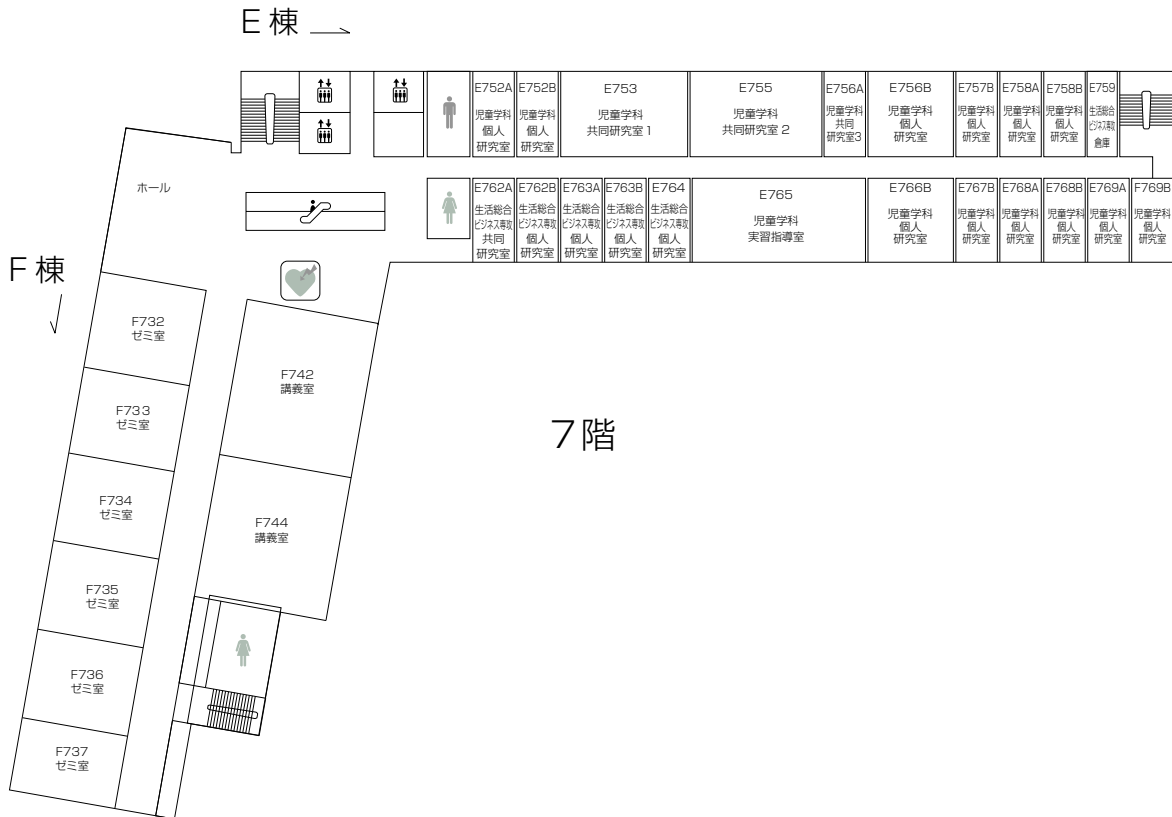 E棟
E752A
児童学科
個人
研究室
E752B
児童学科
個人
研究室
E753
児童学科
共同研究室1
E755
児童学科
共同研究室2
E756A
児童学科
共同
研究室3
E756B
児童学科
個人
研究室
E757B
児童学科
個人
研究室
E758A
児童学科
個人
研究室
E758B
児童学科
個人
研究室
E759
生活総合
ビジネス専攻
倉庫
ホール
E762A
生活総合
ビジネス専攻
共同
研究室
E762B
生活総合
ビジネス専攻
個人
研究室
E763A
生活総合
ビジネス専攻
個人
研究室
E763B
生活総合
ビジネス専攻
個人
研究室
E764
生活総合
ビジネス専攻
個人
研究室
E765
児童学科
実習指導室
E766B
児童学科
個人
研究室
E767B
児童学科
個人
研究室
E768A
児童学科
個人
研究室
E768B
児童学科
個人
研究室
E769A
児童学科
個人
研究室
F769B
児童学科
個人
研究室
F棟
F732
ゼミ室
F742
講義室
F733
ゼミ室
7階
F734
ゼミ室
F744
講義室
F735
ゼミ室
F736
ゼミ室
F737
ゼミ室